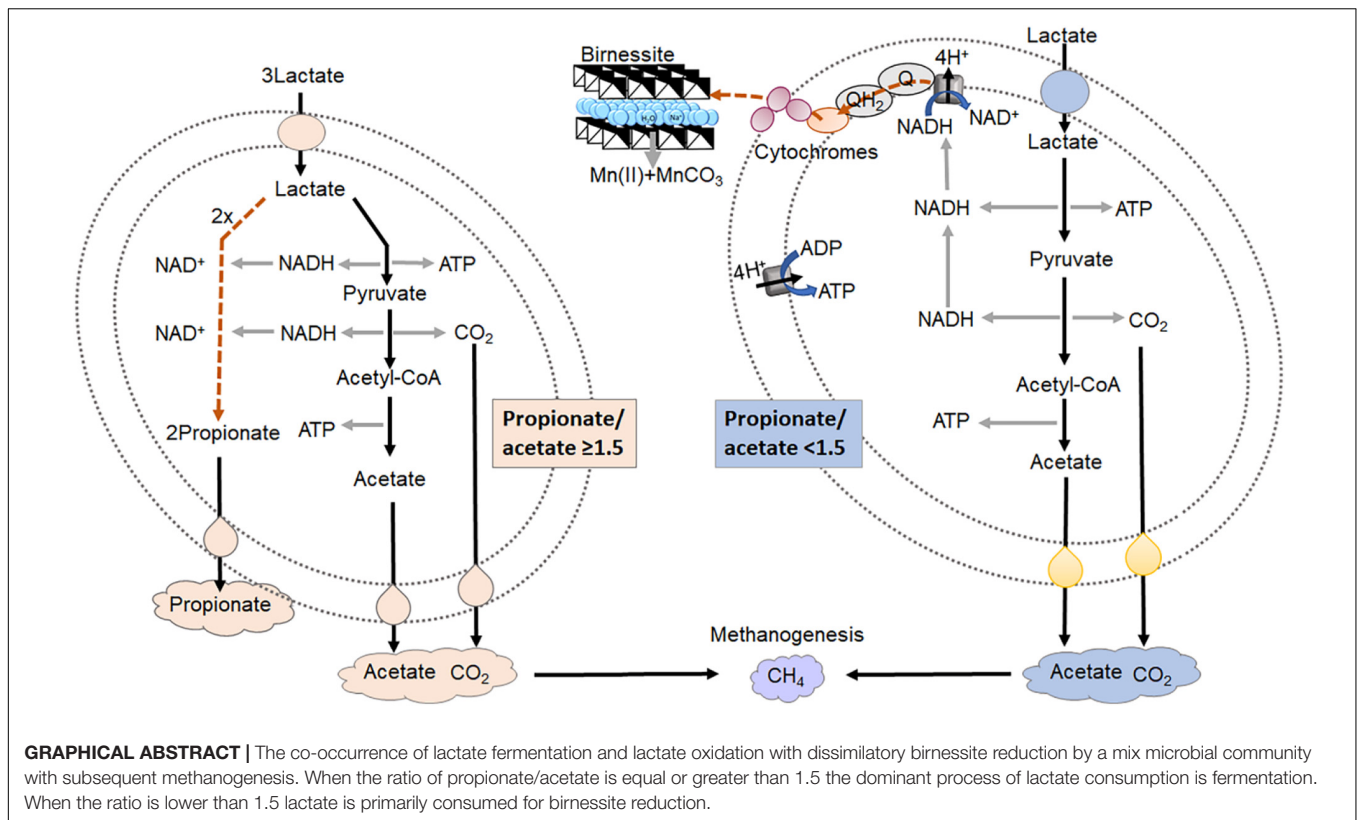 3Lactate
Lactate
2x
NAD⁺
NADH
ATP
Pyruvate
NAD⁺
NADH
CO₂
Acetyl-CoA
2Propionate
ATP
Acetate
Propionate
Acetate CO₂
Propionate/
acetate ≥1.5
Birnessite
H₂O
Na⁺
Mn(II)+MnCO₃
Cytochromes
QH₂
Q
4H⁺
NADH
NAD⁺
Lactate
Lactate
NADH
ATP
Pyruvate
4H⁺
ADP
ATP
NADH
CO₂
Acetyl-CoA
ATP
Acetate
Propionate/
acetate <1.5
Acetate CO₂
Methanogenesis
CH₄
GRAPHICAL ABSTRACT | The co-occurrence of lactate fermentation and lactate oxidation with dissimilatory birnessite reduction by a mix microbial community
with subsequent methanogenesis. When the ratio of propionate/acetate is equal or greater than 1.5 the dominant process of lactate consumption is fermentation.
When the ratio is lower than 1.5 lactate is primarily consumed for birnessite reduction.